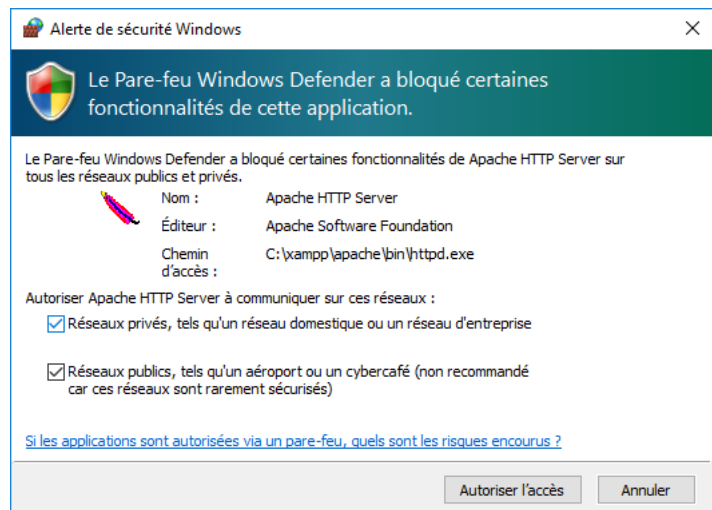 Alerte de sécurité Windows
Le Pare-feu Windows Defender a bloqué certaines
fonctionnalités de cette application.
Le Pare-feu Windows Defender a bloqué certaines fonctionnalités de Apache HTTP Server sur
tous les réseaux publics et privés.
Nom : Apache HTTP Server
Éditeur : Apache Software Foundation
Chemin C:\xampp\apache\bin\httpd.exe
d'accès :
Autoriser Apache HTTP Server à communiquer sur ces réseaux :
Réseaux privés, tels qu'un réseau domestique ou un réseau d'entreprise
Réseaux publics, tels qu'un aéroport ou un cybercafé (non recommandé
car ces réseaux sont rarement sécurisés)
Si les applications sont autorisées via un pare-feu, quels sont les risques encourus ?
Autoriser l'accès Annuler